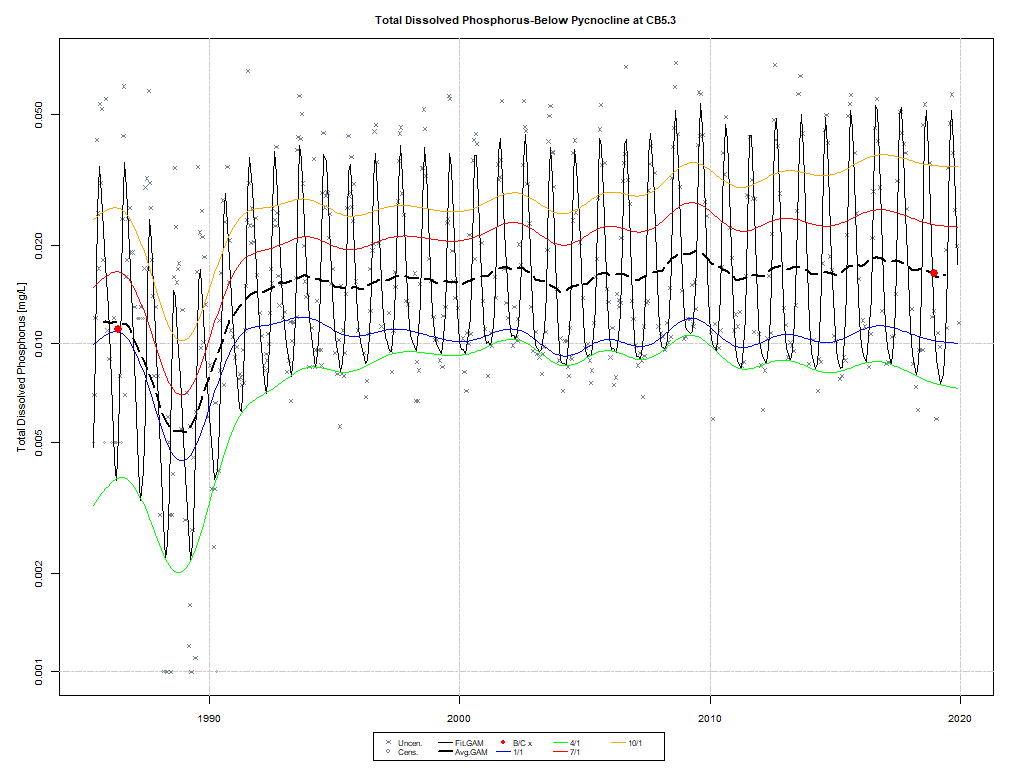 Total Dissolved Phosphorus-Below Pycnocline at CB5.3
Total Dissolved Phosphorus [mg/L]
0.050
0.020
0.010
0.005
0.002
0.001
1990 2000 2010 2020
Uncen. Fit.GAM B/C x 4/1 10/1
Cens. Avg.GAM 1/1 7/1